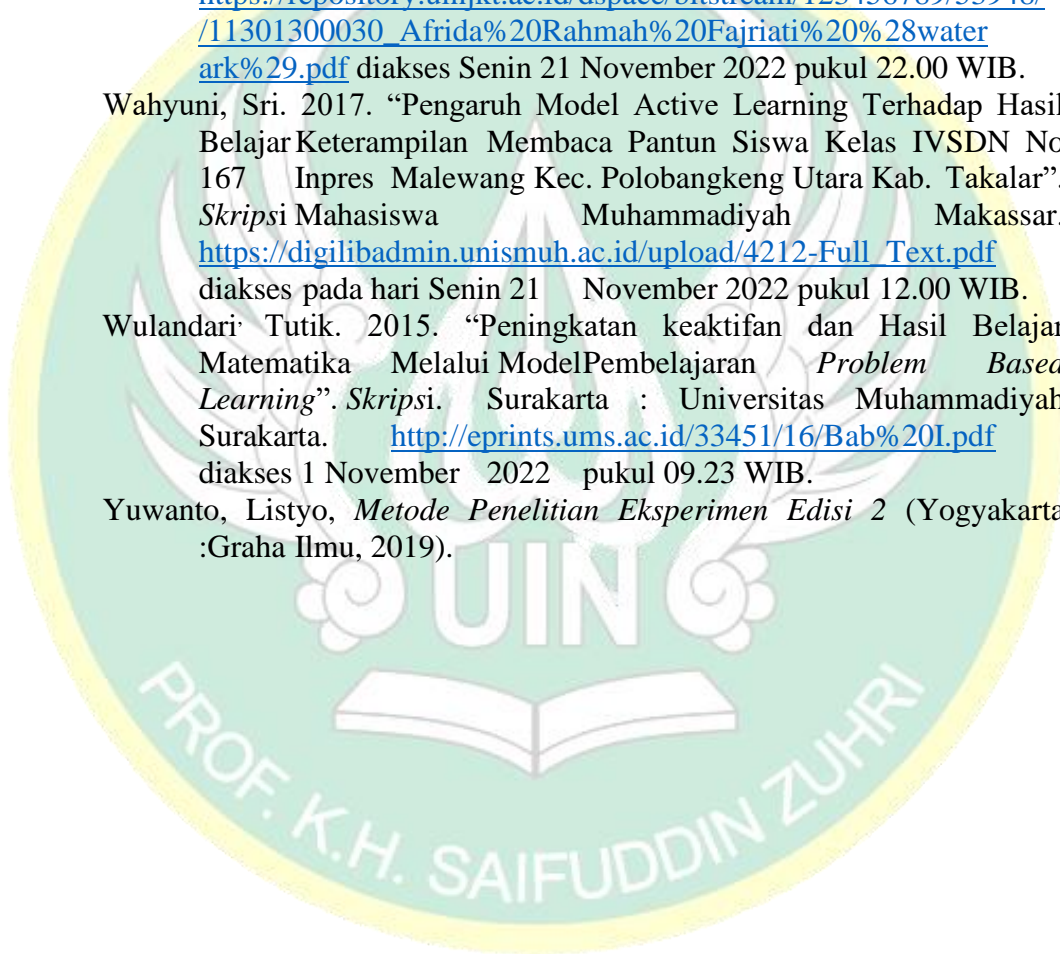 /11301300030_Afrida%20Rahmah%20Fajriati%20%28water
ark%29.pdf diakses Senin 21 November 2022 pukul 22.00 WIB.
Wahyuni, Sri. 2017. “Pengaruh Model Active Learning Terhadap Hasil
Belajar Keterampilan Membaca Pantun Siswa Kelas IVSDN No
167 Inpres Malewang Kec. Polobangkeng Utara Kab. Takalar”.
Skripsi Mahasiswa Muhammadiyah Makassar.
https://digilibadmin.unismuh.ac.id/upload/4212-Full_Text.pdf
diakses pada hari Senin 21 November 2022 pukul 12.00 WIB.
Wulandari, Tutik. 2015. “Peningkatan keaktifan dan Hasil Belajar
Matematika Melalui ModelPembelajaran Problem Based
Learning”. Skripsi. Surakarta : Universitas Muhammadiyah
Surakarta. http://eprints.ums.ac.id/33451/16/Bab%20I.pdf
diakses 1 November 2022 pukul 09.23 WIB.
Yuwanto, Listyo, Metode Penelitian Eksperimen Edisi 2 (Yogyakarta
:Graha Ilmu, 2019).
UIN
PROF. K.H. SAIFUDDIN ZUHRI